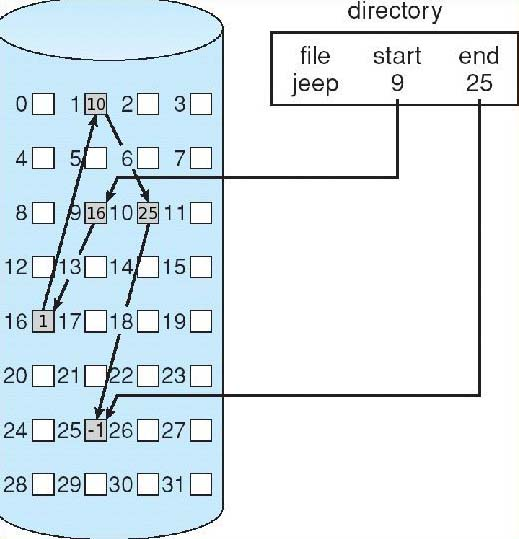 directory
file start end
jeep 9 25
0 1 10 2 3
4 5 6 7
8 9 16 10 25 11
12 13 14 15
16 1 17 18 19
20 21 22 23
24 25 -1 26 27
28 29 30 31